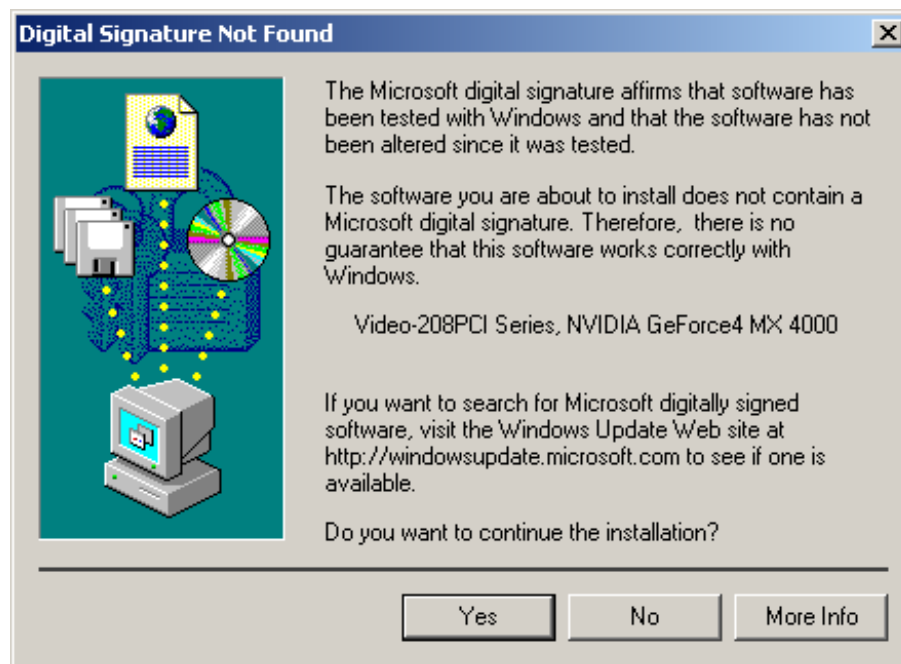 Digital Signature Not Found
The Microsoft digital signature affirms that software has
been tested with Windows and that the software has not
been altered since it was tested.
The software you are about to install does not contain a
Microsoft digital signature. Therefore,  there is no
guarantee that this software works correctly with
Windows.
Video-208PCI Series, NVIDIA GeForce4 MX 4000
If you want to search for Microsoft digitally signed
software, visit the Windows Update Web site at
http://windowsupdate.microsoft.com to see if one is
available.
Do you want to continue the installation?
Yes No More Info